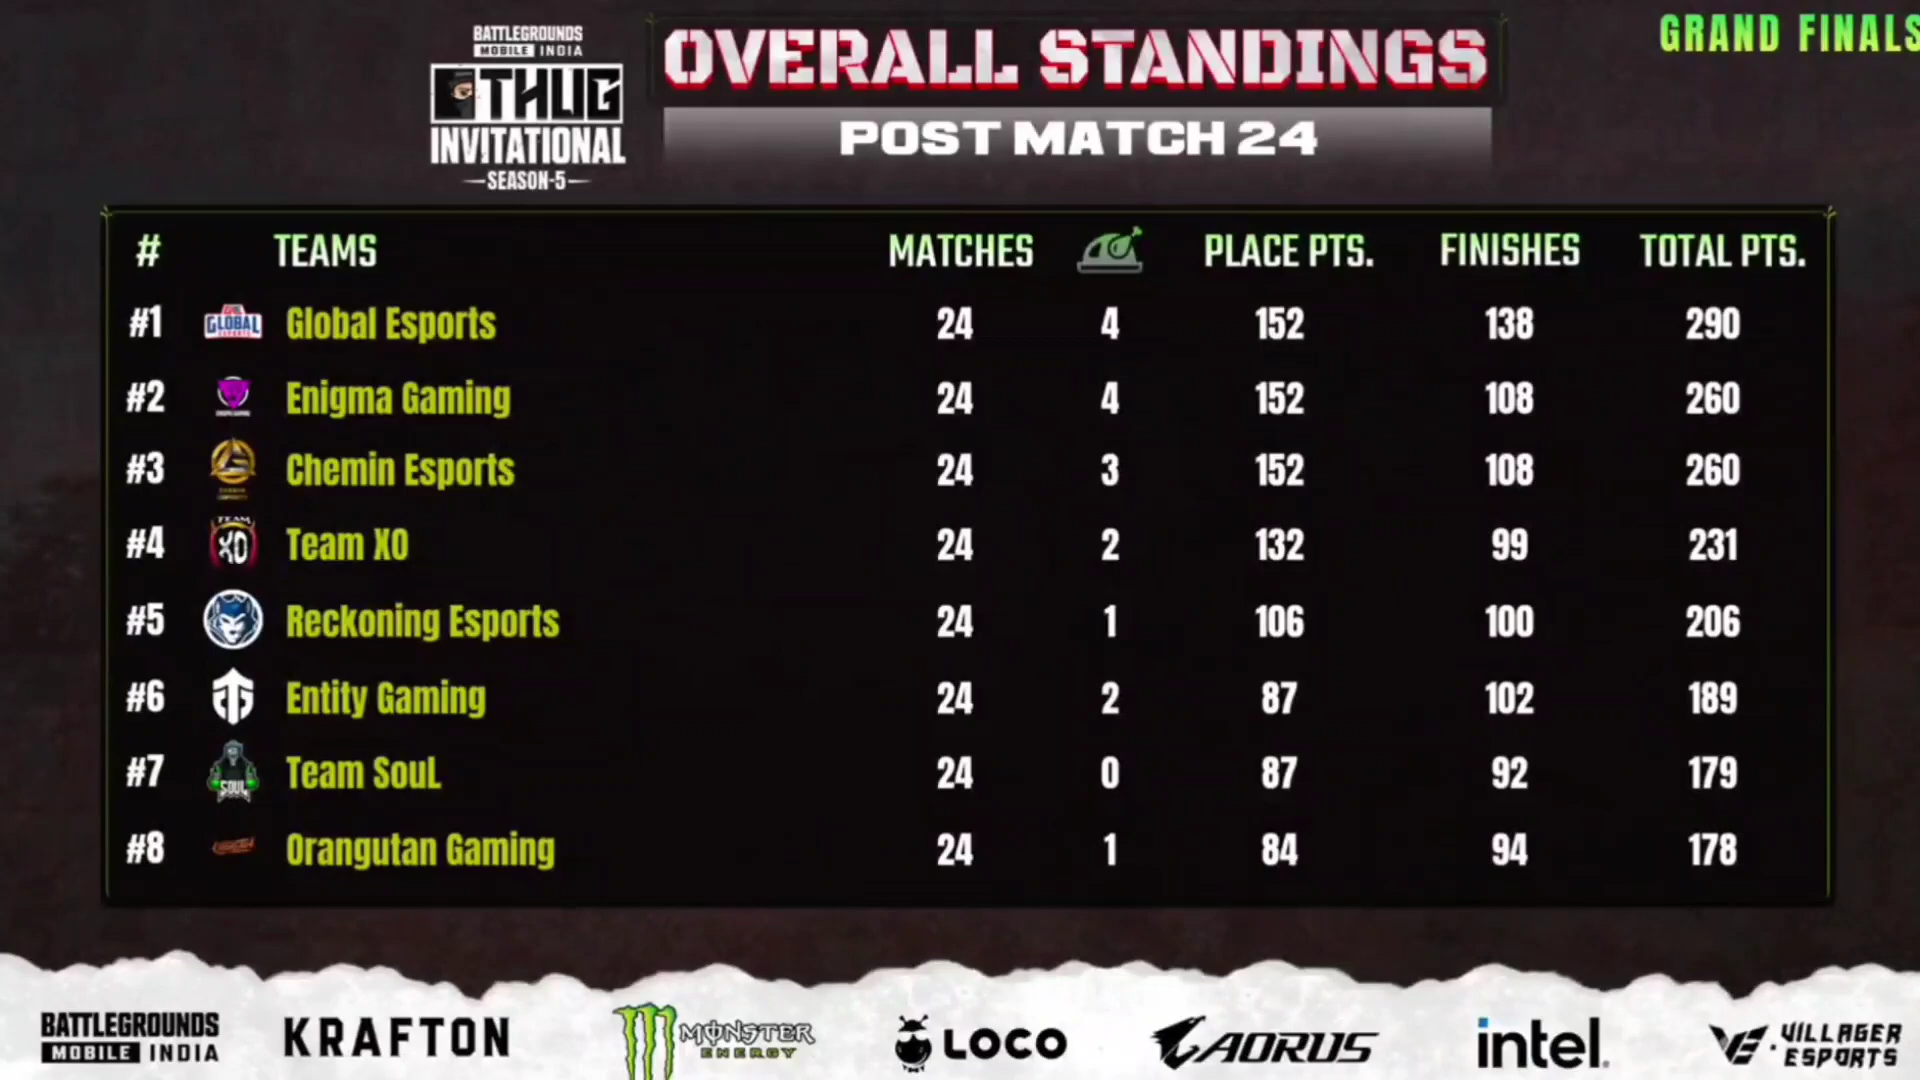 BATTLEGROUNDS
MOBILE INDIA
THUG
INVITATIONAL
SEASON-5
OVERALL STANDINGS
POST MATCH 24
GRAND FINALS
# TEAMS MATCHES PLACE PTS. FINISHES TOTAL PTS.
#1 GLOBAL Global Esports 24 4 152 138 290
#2 Enigma Gaming 24 4 152 108 260
#3 Chemin Esports 24 3 152 108 260
#4 TEAM XO Team XO 24 2 132 99 231
#5 Reckoning Esports 24 1 106 100 206
#6 Entity Gaming 24 2 87 102 189
#7 SOUL Team SouL 24 0 87 92 179
#8 Orangutan Gaming 24 1 84 94 178
BATTLEGROUNDS
MOBILE INDIA
KRAFTON
MONSTER
ENERGY
LOCO
AORUS
intel.
VILLAGER
ESPORTS